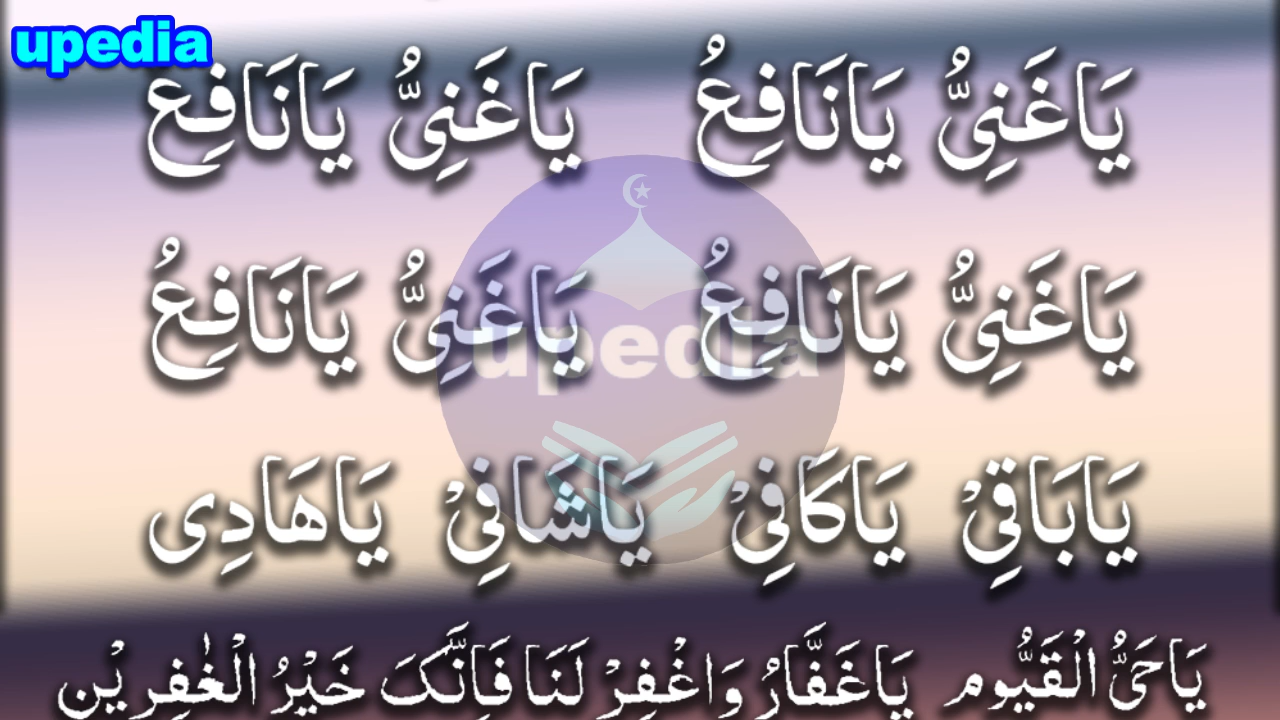 upedia
يَاغَنِىُّ يَانَافِعُ يَاغَنِىُّ يَانَافِعُ
يَاغَنِىُّ يَانَافِعُ يَاغَنِىُّ يَانَافِعُ
upedia
يَابَاقِىْ يَاكَافِىْ يَاشَافِىْ يَاهَادِى
يَاحَىُّ الْقَيُّوم يَاغَفَّارُ وَاغْفِرْ لَنَا فَاِنَّكَ خَيْرُ الْغٰفِرِيْن